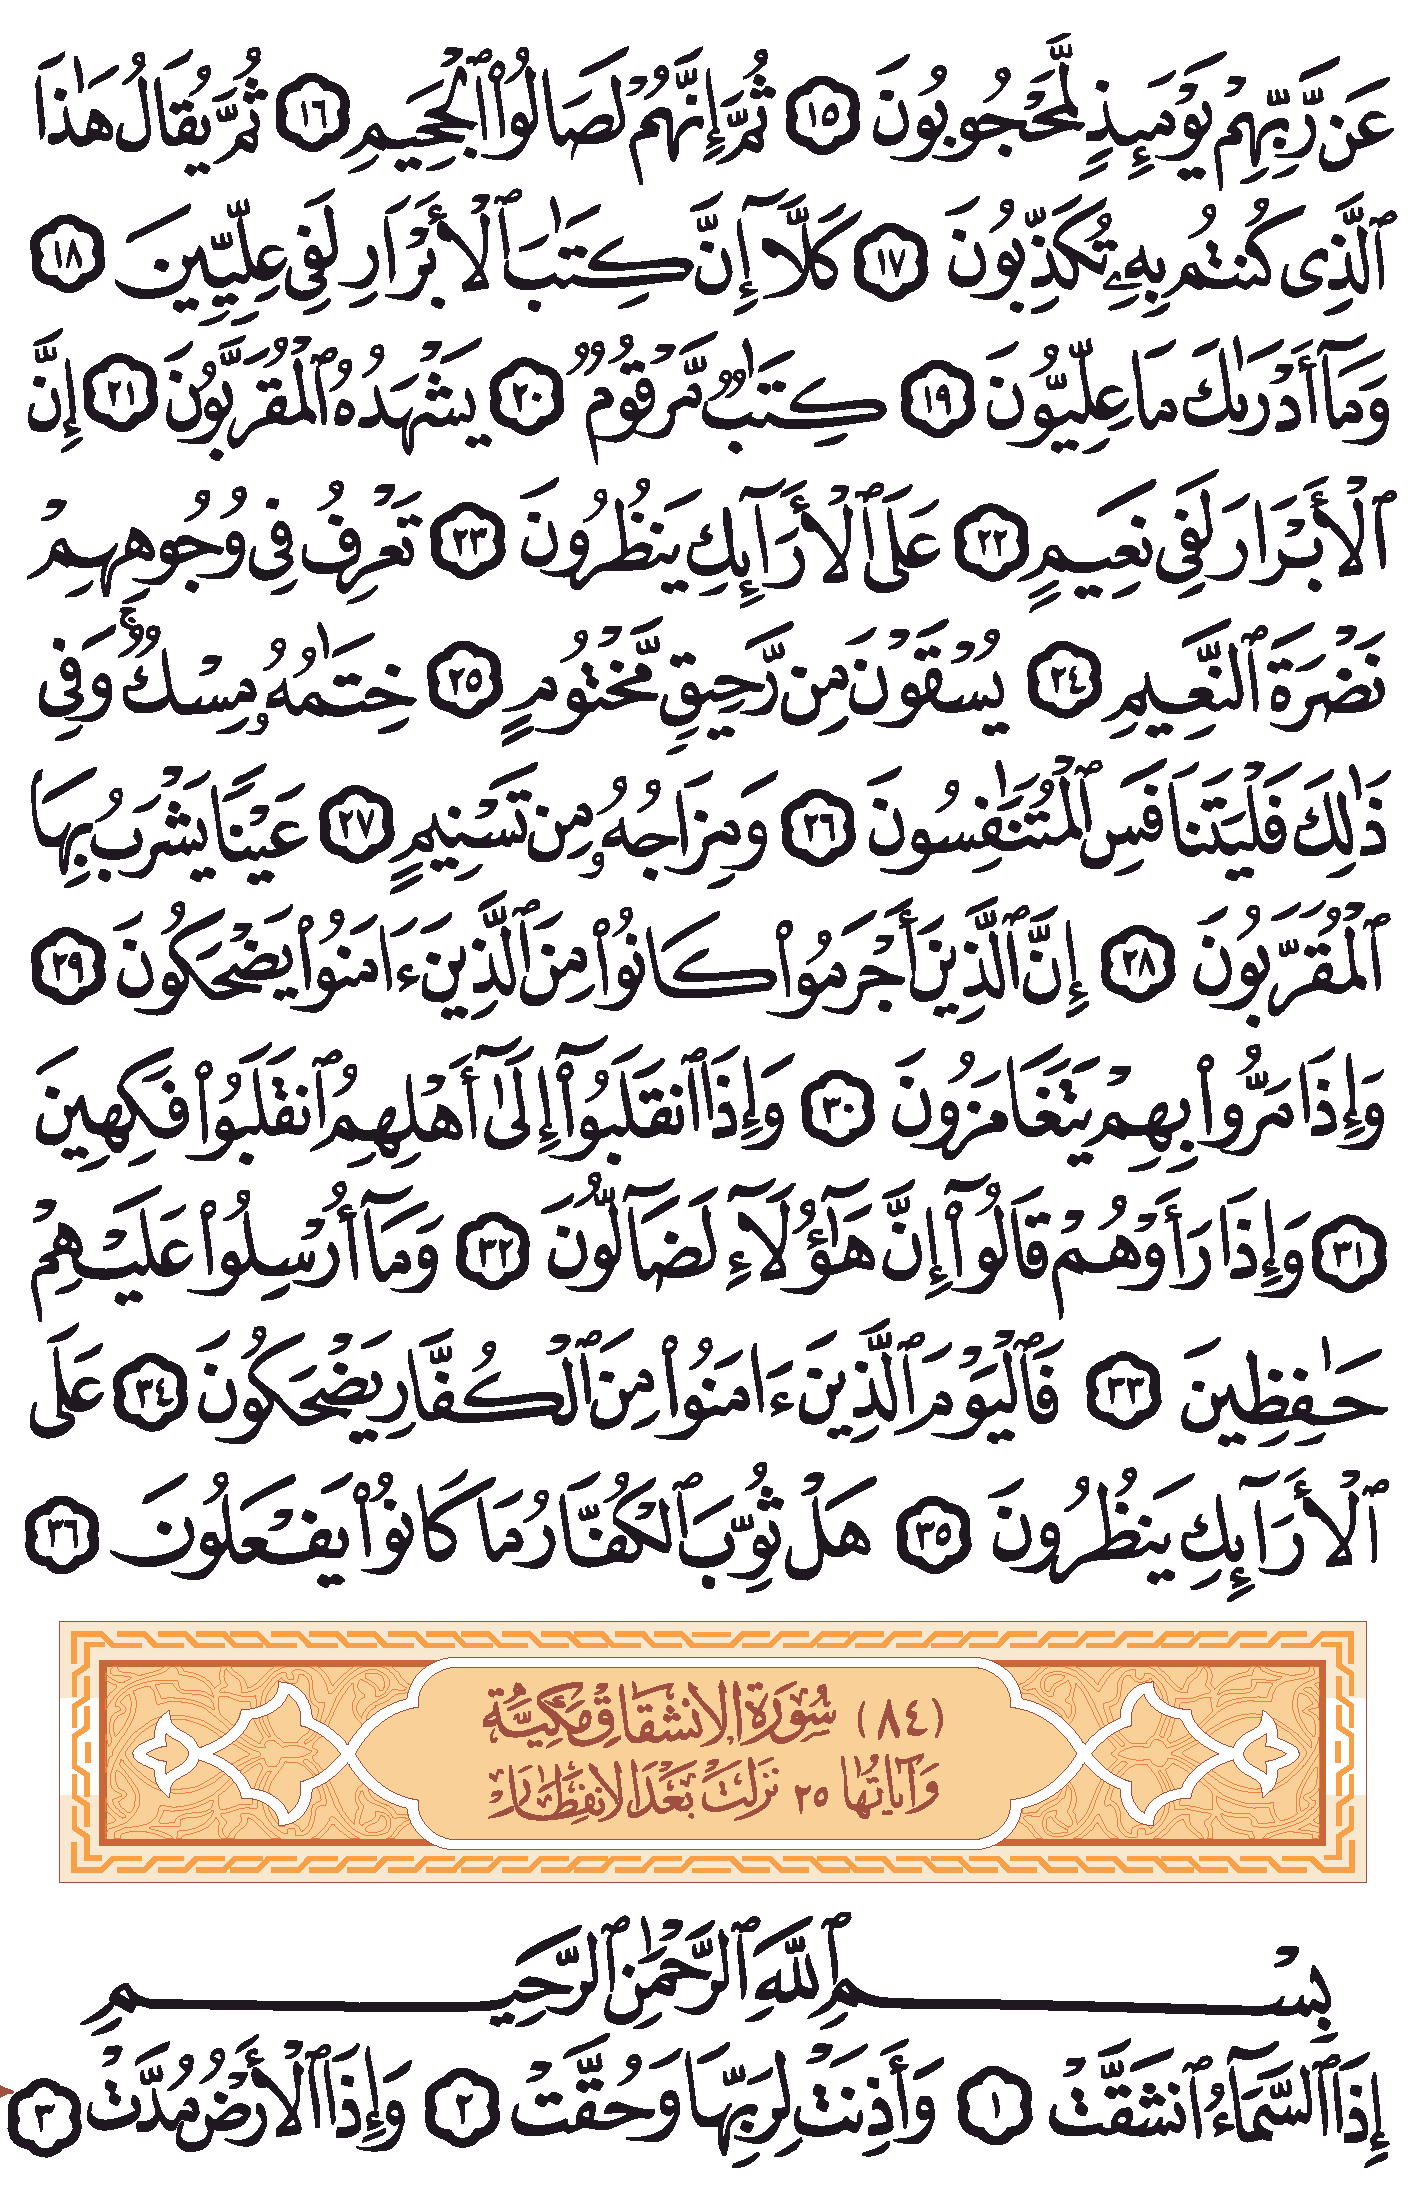 عَن رَّبِّهِمْ يَوْمَئِذٍ لَّمَحْجُوبُونَ ١٥ ثُمَّ إِنَّهُمْ لَصَالُوا۟ ٱلْجَحِيمِ ١٦ ثُمَّ يُقَالُ هَٰذَا
ٱلَّذِى كُنتُم بِهِۦ تُكَذِّبُونَ ١٧ كَلَّآ إِنَّ كِتَٰبَ ٱلْأَبْرَارِ لَفِى عِلِّيِّينَ ١٨
وَمَآ أَدْرَىٰكَ مَا عِلِّيُّونَ ١٩ كِتَٰبٌ مَّرْقُومٌ ٢٠ يَشْهَدُهُ ٱلْمُقَرَّبُونَ ٢١ إِنَّ
ٱلْأَبْرَارَ لَفِى نَعِيمٍ ٢٢ عَلَى ٱلْأَرَآئِكِ يَنظُرُونَ ٢٣ تَعْرِفُ فِى وُجُوهِهِمْ
نَضْرَةَ ٱلنَّعِيمِ ٢٤ يُسْقَوْنَ مِن رَّحِيقٍ مَّخْتُومٍ ٢٥ خِتَٰمُهُۥ مِسْكٌ ۚ وَفِى
ذَٰلِكَ فَلْيَتَنَافَسِ ٱلْمُتَنَٰفِسُونَ ٢٦ وَمِزَاجُهُۥ مِن تَسْنِيمٍ ٢٧ عَيْنًا يَشْرَبُ بِهَا
ٱلْمُقَرَّبُونَ ٢٨ إِنَّ ٱلَّذِينَ أَجْرَمُوا۟ كَانُوا۟ مِنَ ٱلَّذِينَ ءَامَنُوا۟ يَضْحَكُونَ ٢٩
وَإِذَا مَرُّوا۟ بِهِمْ يَتَغَامَزُونَ ٣٠ وَإِذَا ٱنقَلَبُوٓا۟ إِلَىٰٓ أَهْلِهِمُ ٱنقَلَبُوا۟ فَكِهِينَ
٣١ وَإِذَا رَأَوْهُمْ قَالُوٓا۟ إِنَّ هَٰٓؤُلَآءِ لَضَآلُّونَ ٣٢ وَمَآ أُرْسِلُوا۟ عَلَيْهِمْ
حَٰفِظِينَ ٣٣ فَٱلْيَوْمَ ٱلَّذِينَ ءَامَنُوا۟ مِنَ ٱلْكُفَّارِ يَضْحَكُونَ ٣٤ عَلَى
ٱلْأَرَآئِكِ يَنظُرُونَ ٣٥ هَلْ ثُوِّبَ ٱلْكُفَّارُ مَا كَانُوا۟ يَفْعَلُونَ ٣٦
(٨٤) سُورَةُ الانشقَاقِ مَكيَّةٌ
وَآيَاتُهَا ٢٥ نَزَلَتْ بَعْدَ الانفِطَار
بِسْمِ ٱللَّهِ ٱلرَّحْمَٰنِ ٱلرَّحِيمِ
إِذَا ٱلسَّمَآءُ ٱنشَقَّتْ ١ وَأَذِنَتْ لِرَبِّهَا وَحُقَّتْ ٢ وَإِذَا ٱلْأَرْضُ مُدَّتْ ٣